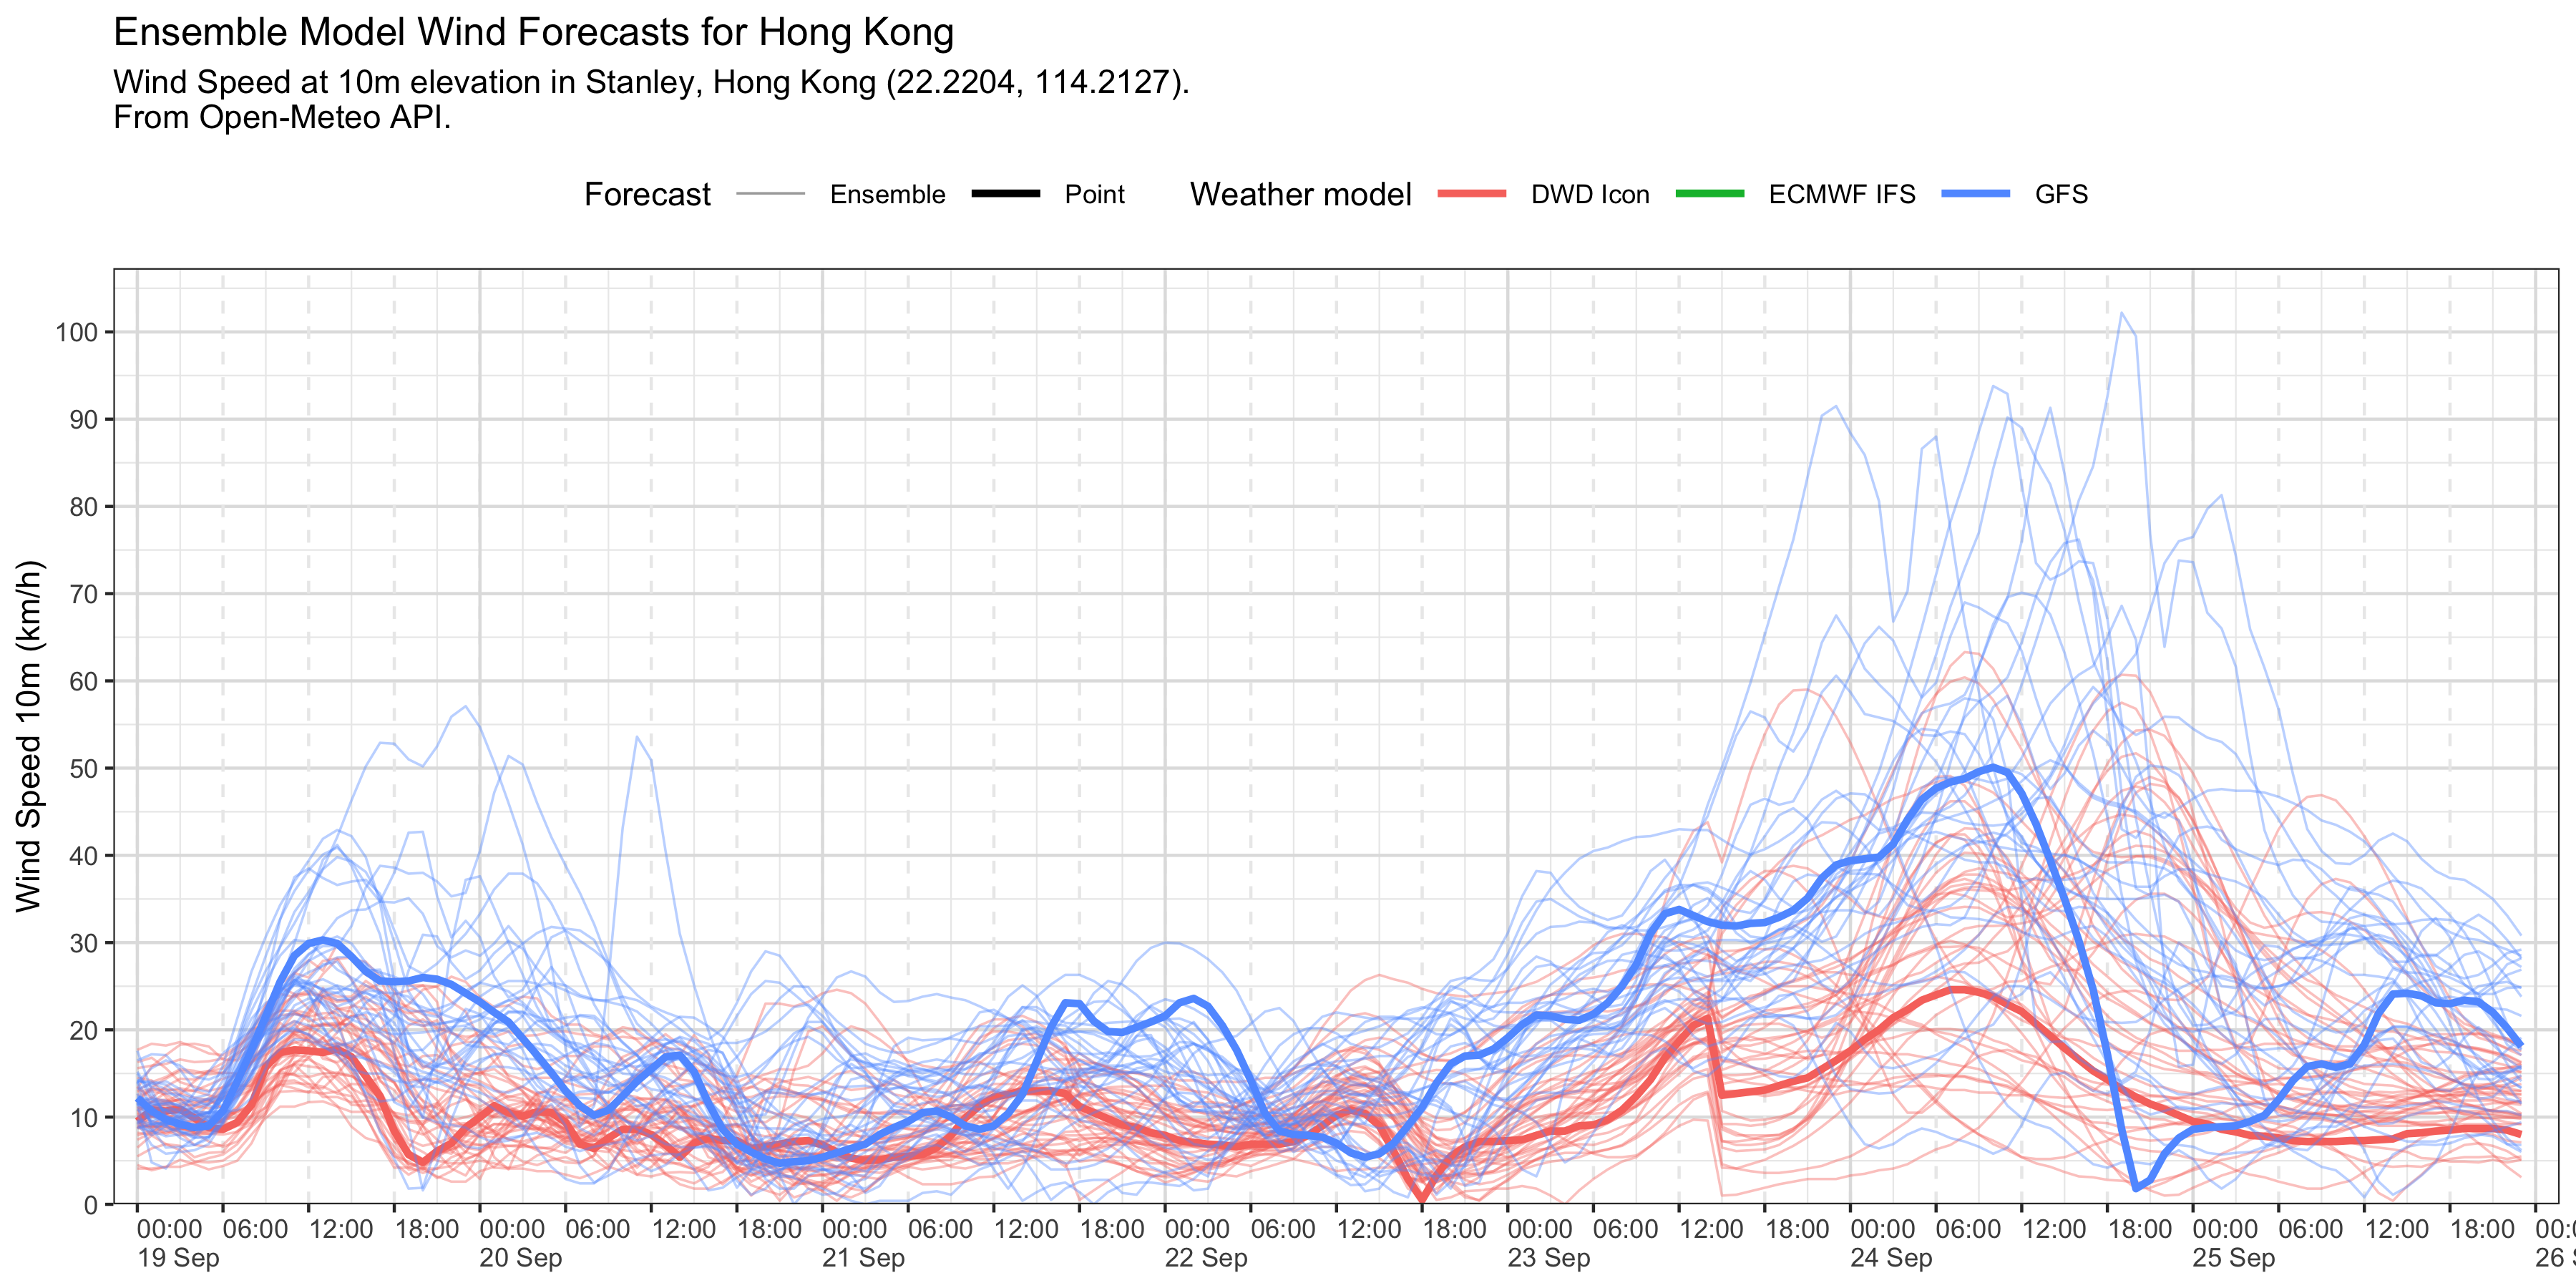 Ensemble Model Wind Forecasts for Hong Kong
Wind Speed at 10m elevation in Stanley, Hong Kong (22.2204, 114.2127).
From Open-Meteo API.
Forecast Ensemble Point Weather model DWD Icon ECMWF IFS GFS
Wind Speed 10m (km/h)
100
90
80
70
60
50
40
30
20
10
0
00:00 06:00 12:00 18:00 00:00 06:00 12:00 18:00 00:00 06:00 12:00 18:00 00:00 06:00 12:00 18:00 00:00 06:00 12:00 18:00 00:00 06:00 12:00 18:00 00:00 06:00 12:00 18:00 00:0
19 Sep 20 Sep 21 Sep 22 Sep 23 Sep 24 Sep 25 Sep 26